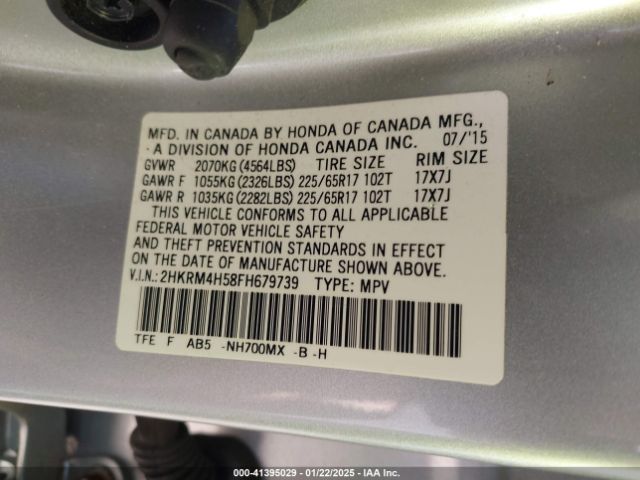 MFD. IN CANADA BY HONDA OF CANADA MFG.,
A DIVISION OF HONDA CANADA INC. 07/'15
GVWR 2070KG(4564LBS) TIRE SIZE RIM SIZE
GAWR F 1055KG(2326LBS) 225/65R17 102T 17X7J
GAWR R 1035KG(2282LBS) 225/65R17 102T 17X7J
THIS VEHICLE CONFORMS TO ALL APPLICABLE
FEDERAL MOTOR VEHICLE SAFETY
AND THEFT PREVENTION STANDARDS IN EFFECT
ON THE DATE OF MANUFACTURE SHOWN ABOVE.
V.I.N.: 2HKRM4H58FH679739 TYPE: MPV
TFE F AB5 -NH700MX -B -H
000-41395029 - 01/22/2025 - IAA Inc.